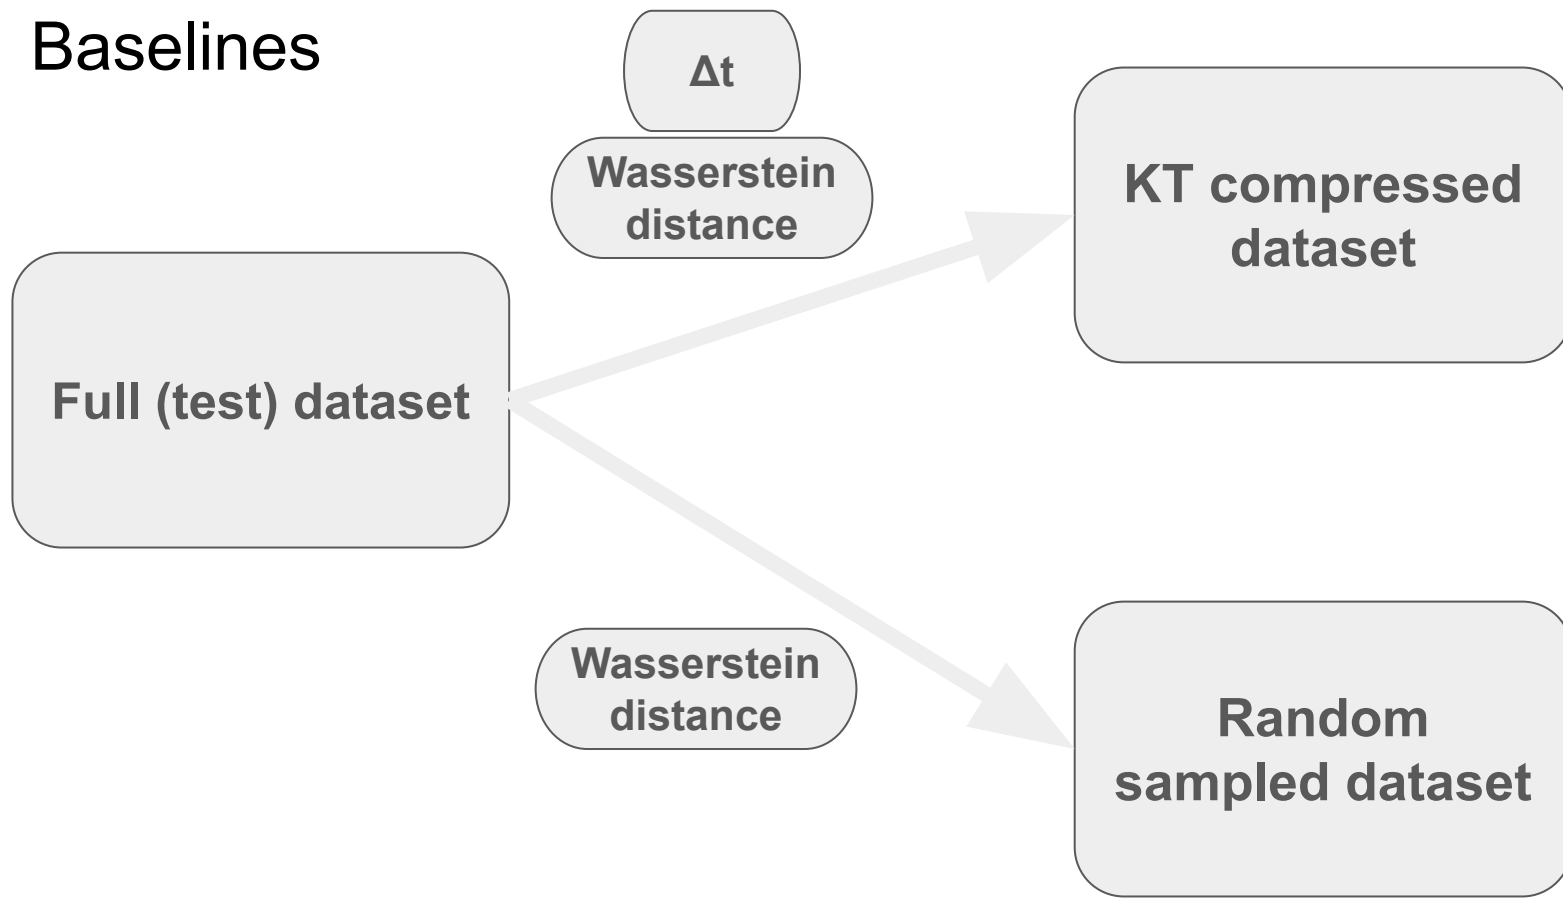 Baselines
Δt
Wasserstein
distance
KT compressed
dataset
Full (test) dataset
Wasserstein
distance
Random
sampled dataset